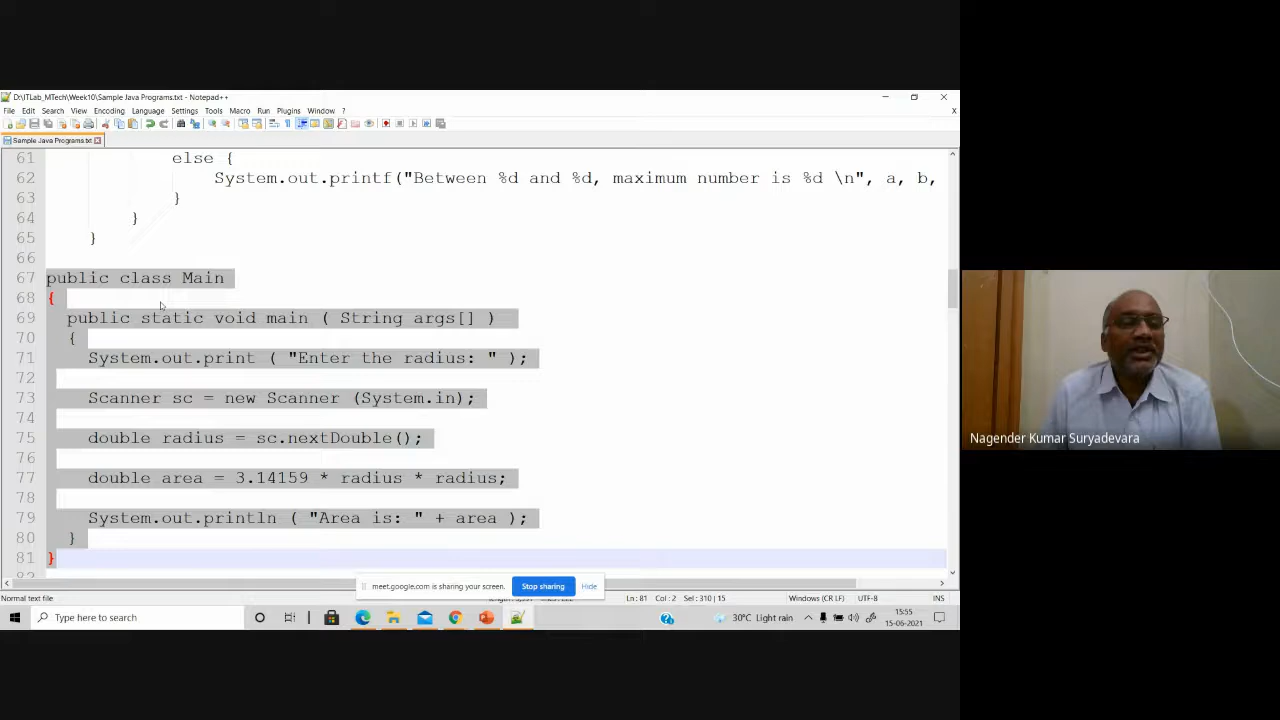 D:\ITLab_MTech\Week10\Sample Java Programs.txt - Notepad++
File Edit Search View Encoding Language Settings Tools Macro Run Plugins Window ?
X
Sample Java Programs.txt
61 else {
62 System.out.printf("Between %d and %d, maximum number is %d \n", a, b,
63 }
64 }
65 }
66
67 public class Main
68 {
69 public static void main ( String args[] )
70 {
71 System.out.print ( "Enter the radius: " );
72
73 Scanner sc = new Scanner (System.in);
74
75 double radius = sc.nextDouble();
76
77 double area = 3.14159 * radius * radius;
78
79 System.out.println ( "Area is: " + area );
80 }
81 }
meet.google.com is sharing your screen. Stop sharing Hide
Normal text file Ln: 81 Col: 2 Sel: 310 | 15 Windows (CR LF) UTF-8 INS
Type here to search 30°C Light rain 15:55
15-06-2021
Nagender Kumar Suryadevara